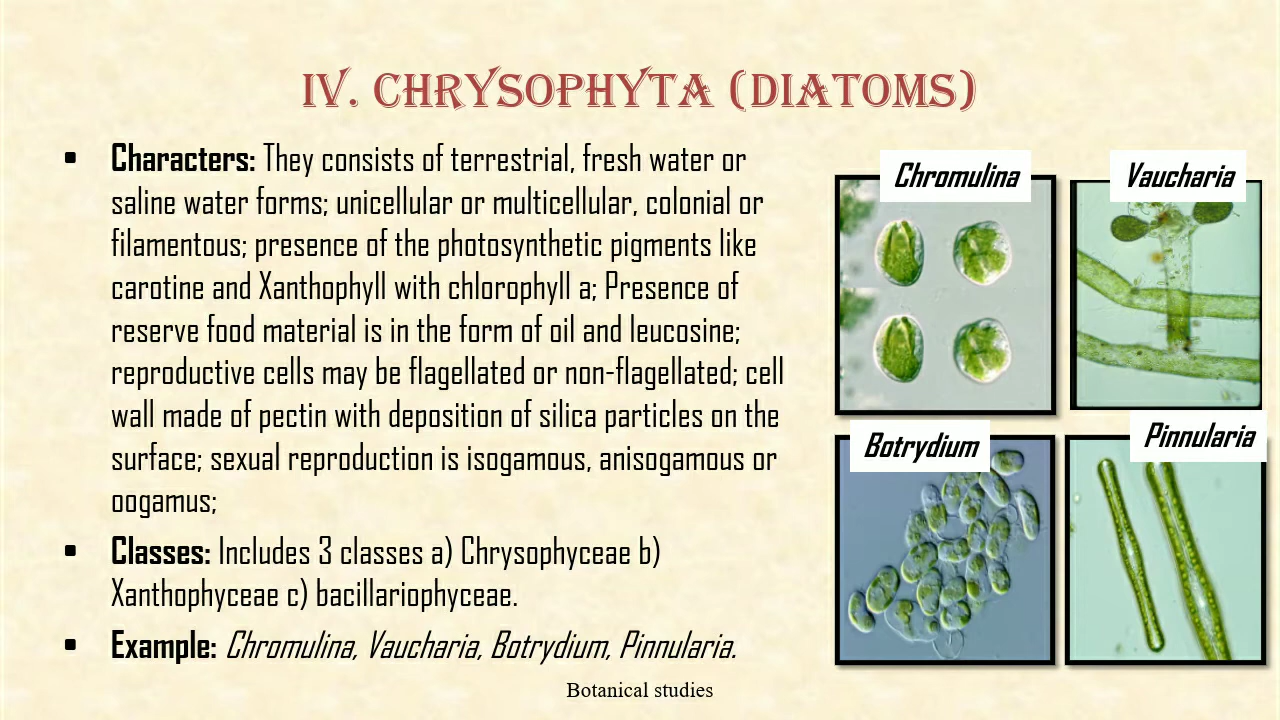 IV. CHRYSOPHYTA (DIATOMS)
▪ Characters: They consists of terrestrial, fresh water or
saline water forms; unicellular or multicellular, colonial or
filamentous; presence of the photosynthetic pigments like
carotine and Xanthophyll with chlorophyll a; Presence of
reserve food material is in the form of oil and leucosine;
reproductive cells may be flagellated or non-flagellated; cell
wall made of pectin with deposition of silica particles on the
surface; sexual reproduction is isogamous, anisogamous or
oogamus;
▪ Classes: Includes 3 classes a) Chrysophyceae b)
Xanthophyceae c) bacillariophyceae.
▪ Example: Chromulina, Vaucharia, Botrydium, Pinnularia.
Chromulina
Vaucharia
Botrydium
Pinnularia
Botanical studies